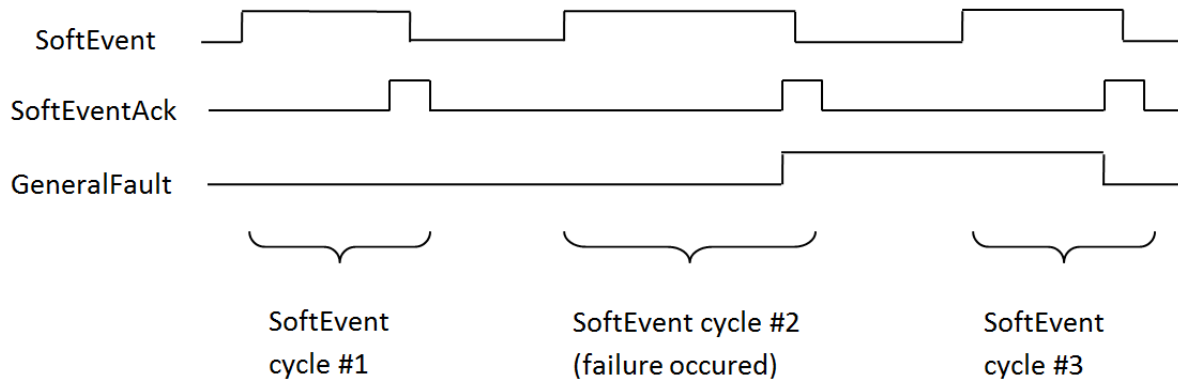 SoftEvent
SoftEventAck
GeneralFault
SoftEvent
cycle #1
SoftEvent cycle #2
(failure occured)
SoftEvent
cycle #3